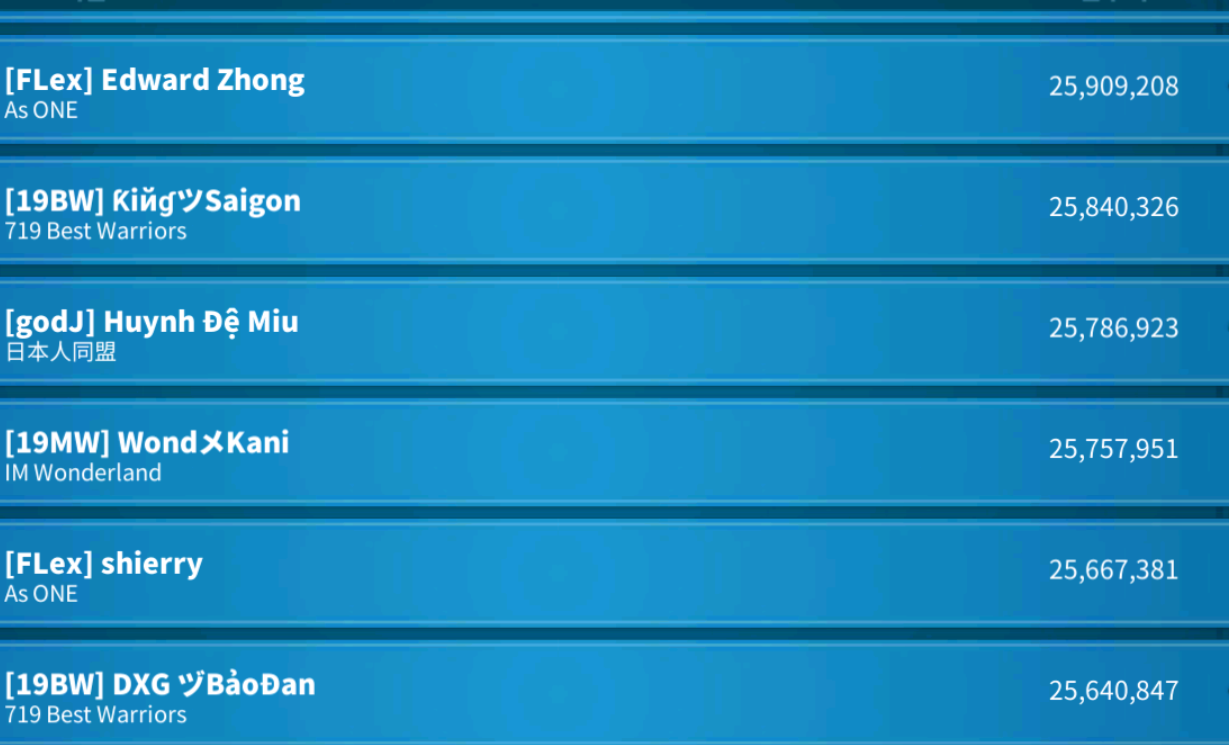 [FLex] Edward Zhong
As ONE
25,909,208
[19BW] ƘiйɠツSaigon
719 Best Warriors
25,840,326
[godJ] Huynh Đệ Miu
日本人同盟
25,786,923
[19MW] WondメKani
IM Wonderland
25,757,951
[FLex] shierry
As ONE
25,667,381
[19BW] DXG ヅBảoĐan
719 Best Warriors
25,640,847